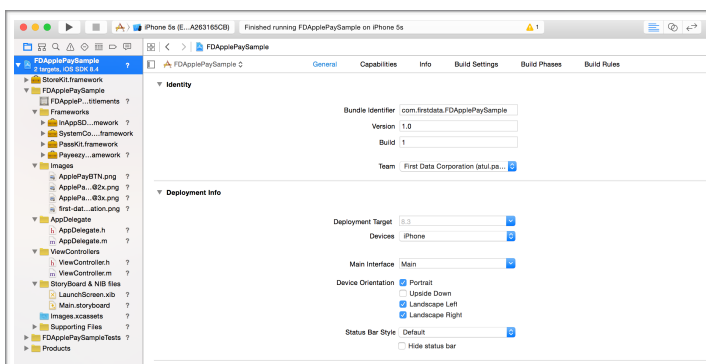 iPhone 5s (E...A263165CB)
Finished running FDApplePaySample on iPhone 5s
1
FDApplePaySample
FDApplePaySample
2 targets, iOS SDK 8.4
?
FDApplePaySample
General
Capabilities
Info
Build Settings
Build Phases
Build Rules
StoreKit.framework
FDApplePaySample
FDAppleP...titlements ?
Frameworks
InAppSD...mework ?
SystemCo....framework
PassKit.framework
Payeezy...amework ?
Images
ApplePayBTN.png ?
ApplePa...@2x.png ?
ApplePa...@3x.png ?
first-dat...ation.png ?
AppDelegate
h AppDelegate.h ?
m AppDelegate.m ?
ViewControllers
h ViewController.h ?
m ViewController.m ?
StoryBoard & NIB files
LaunchScreen.xib ?
Main.storyboard ?
Images.xcassets ?
Supporting Files ?
FDApplePaySampleTests ?
Products
Identity
Bundle Identifier com.firstdata.FDApplePaySample
Version 1.0
Build 1
Team First Data Corporation (atul.pa...
Deployment Info
Deployment Target 8.3
Devices iPhone
Main Interface Main
Device Orientation Portrait
Upside Down
Landscape Left
Landscape Right
Status Bar Style Default
Hide status bar